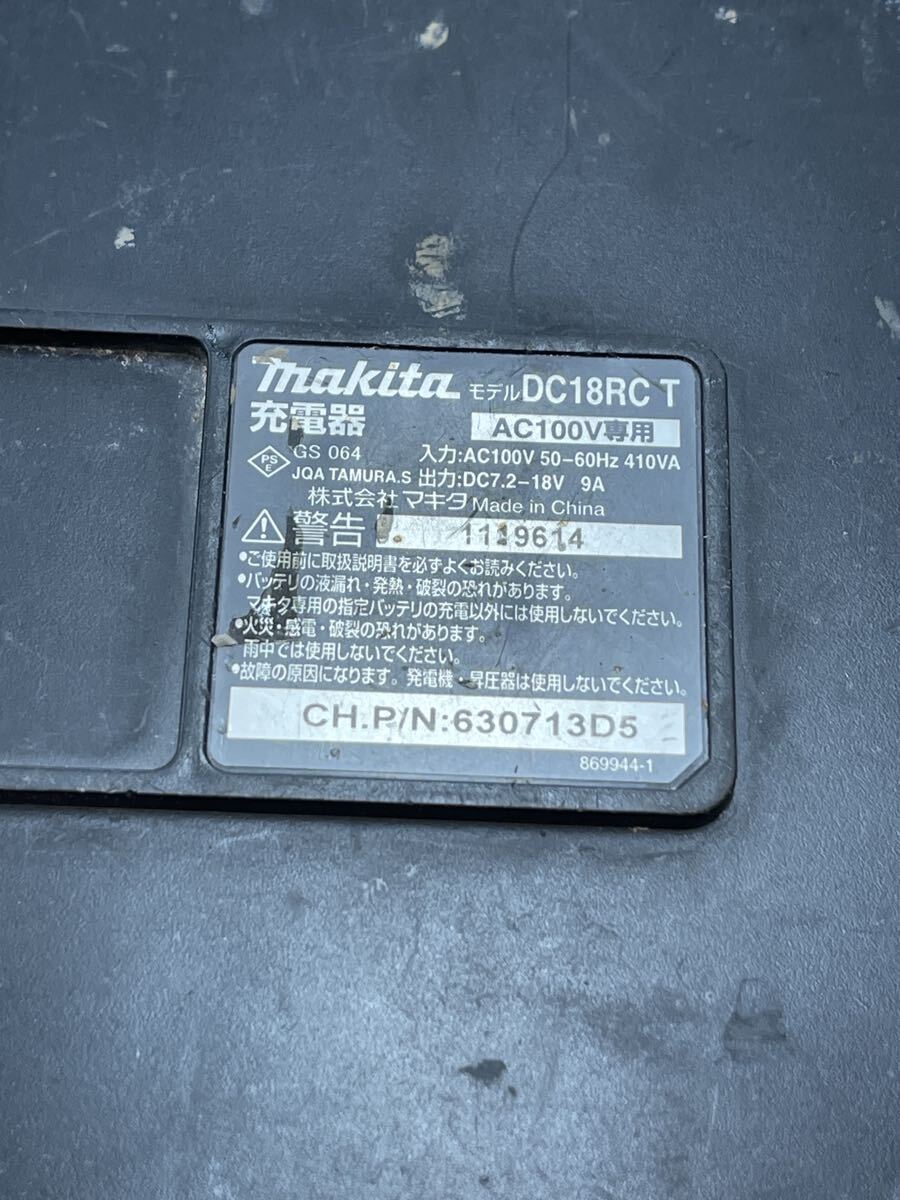 makita モデル DC18RC T
充電器 AC100V専用
PS E GS 064 入力:AC100V 50-60Hz 410VA
JQA TAMURA.S 出力:DC7.2-18V 9A
株式会社 マキタ Made in China
警告 1139614
•ご使用前に取扱説明書を必ずよくお読みください。
•バッテリの液漏れ・発熱・破裂の恐れがあります。
マキタ専用の指定バッテリの充電以外には使用しないでください。
•火災・感電・破裂の恐れがあります。
雨中では使用しないでください。
•故障の原因になります。発電機・昇圧器は使用しないでください。
CH.P/N:630713D5
869944-1